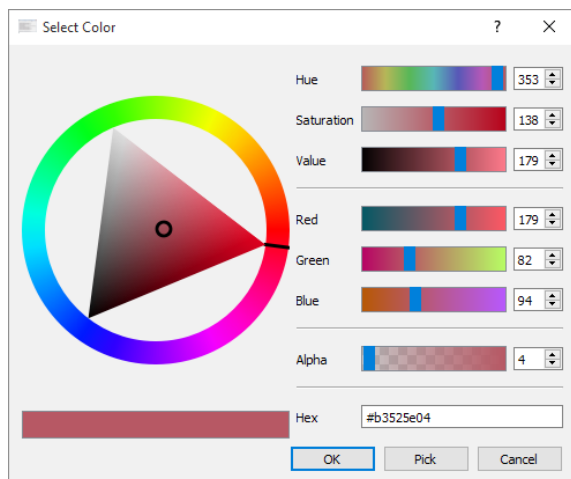 Select Color
?
Hue 353
Saturation 138
Value 179
Red 179
Green 82
Blue 94
Alpha 4
Hex #b3525e04
OK Pick Cancel